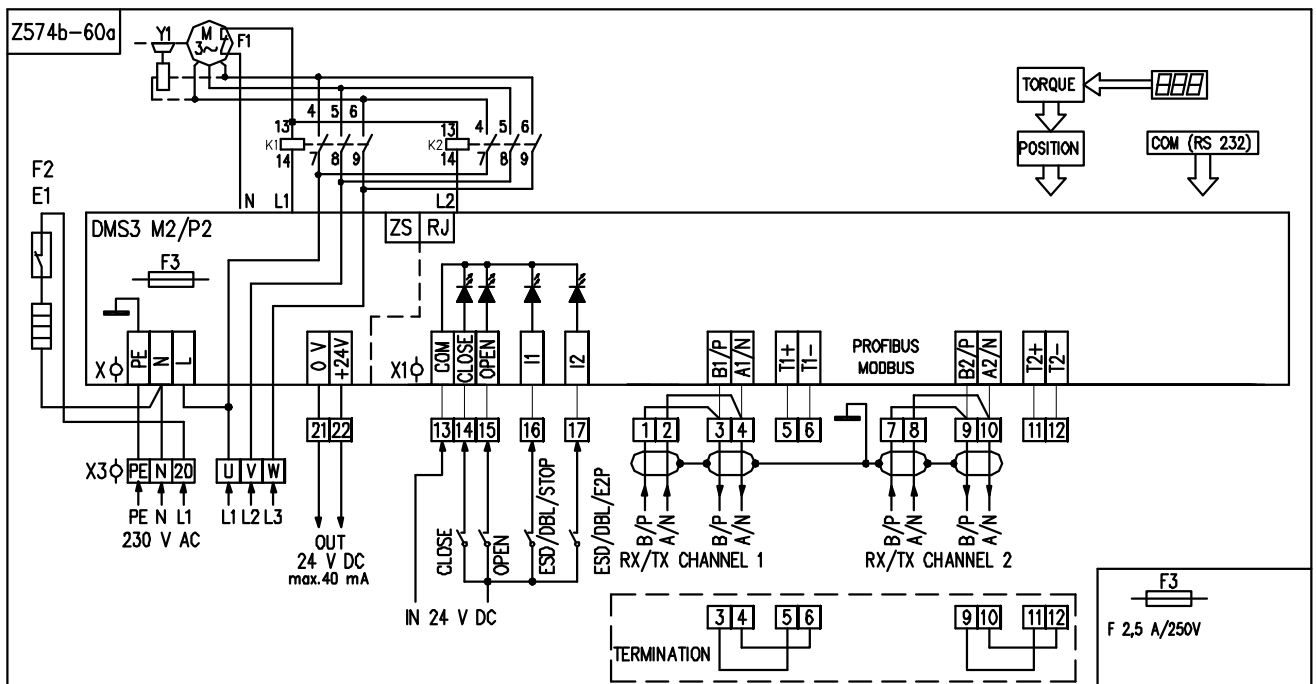 Z574b-60a
Y1
M
3~
F1
4 5 6
13
K1
14
7 8 9
4 5 6
13
K2
14
7 8 9
N L1
L2
TORQUE
888
POSITION
COM (RS 232)
F2
E1
DMS3 M2/P2
ZS RJ
F3
X
PE N L
0 V +24V
X1
COM CLOSE OPEN I1 I2
B1/P A1/N T1+ T1-
PROFIBUS
MODBUS
B2/P A2/N T2+ T2-
21 22
13 14 15 16 17
1 2 3 4 5 6
7 8 9 10 11 12
X3
PE N 20
U V W
PE N L1
230 V AC
L1 L2 L3
OUT
24 V DC
max.40 mA
CLOSE
OPEN
ESD/DBL/STOP
ESD/DBL/E2P
IN 24 V DC
B/P A/N B/P A/N
RX/TX CHANNEL 1
B/P A/N B/P A/N
RX/TX CHANNEL 2
TERMINATION
3 4 5 6
9 10 11 12
F3
F 2,5 A/250V